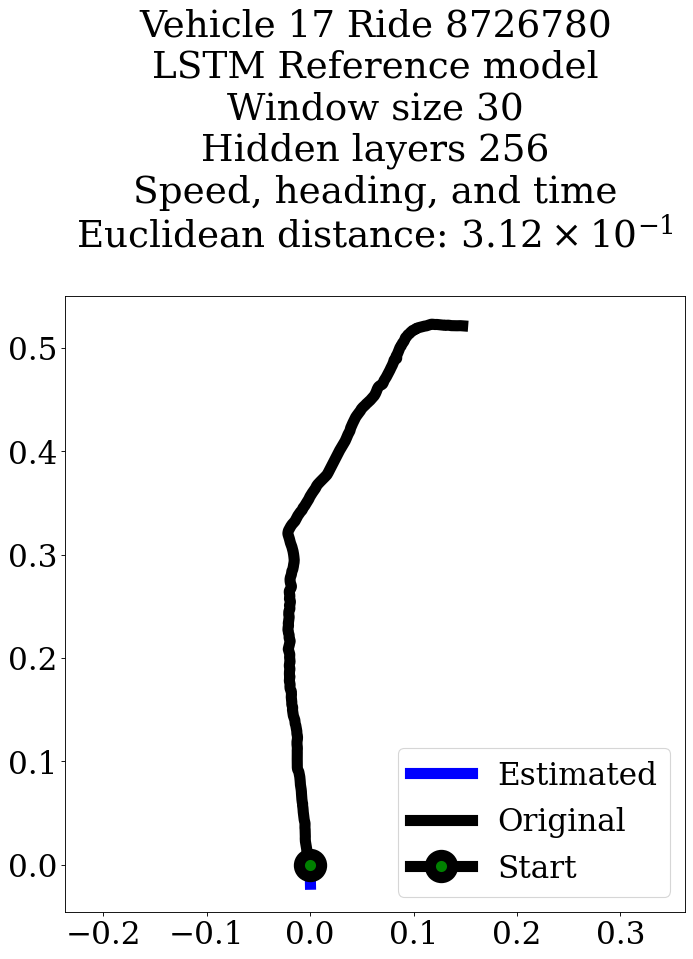 Vehicle 17 Ride 8726780
LSTM Reference model
Window size 30
Hidden layers 256
Speed, heading, and time
Euclidean distance: 3.12 × 10⁻¹
0.5
0.4
0.3
0.2
0.1
0.0
Estimated
Original
Start
−0.2 −0.1 0.0 0.1 0.2 0.3